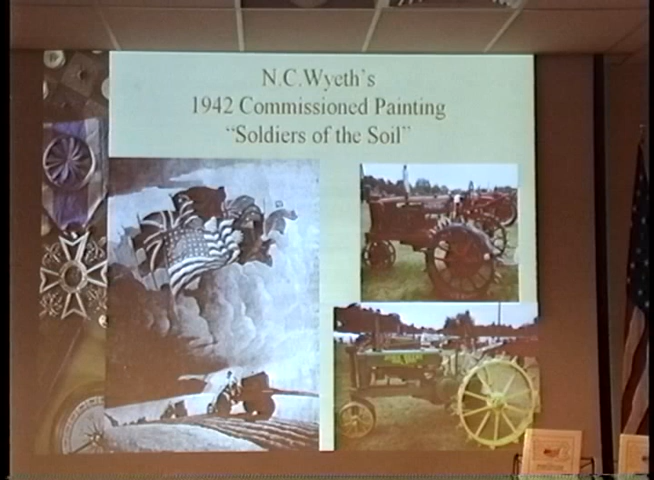 N.C.Wyeth's
1942 Commissioned Painting
"Soldiers of the Soil"